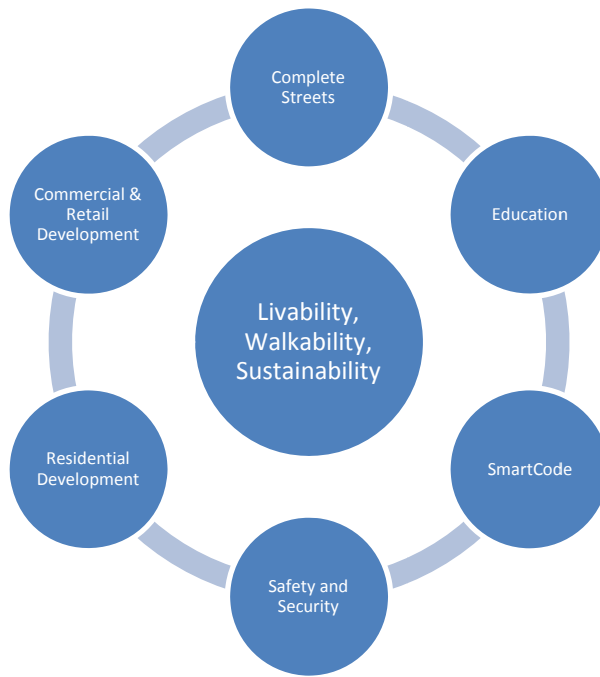 Complete
Streets
Education
SmartCode
Safety and
Security
Residential
Development
Commercial &
Retail
Development
Livability,
Walkability,
Sustainability